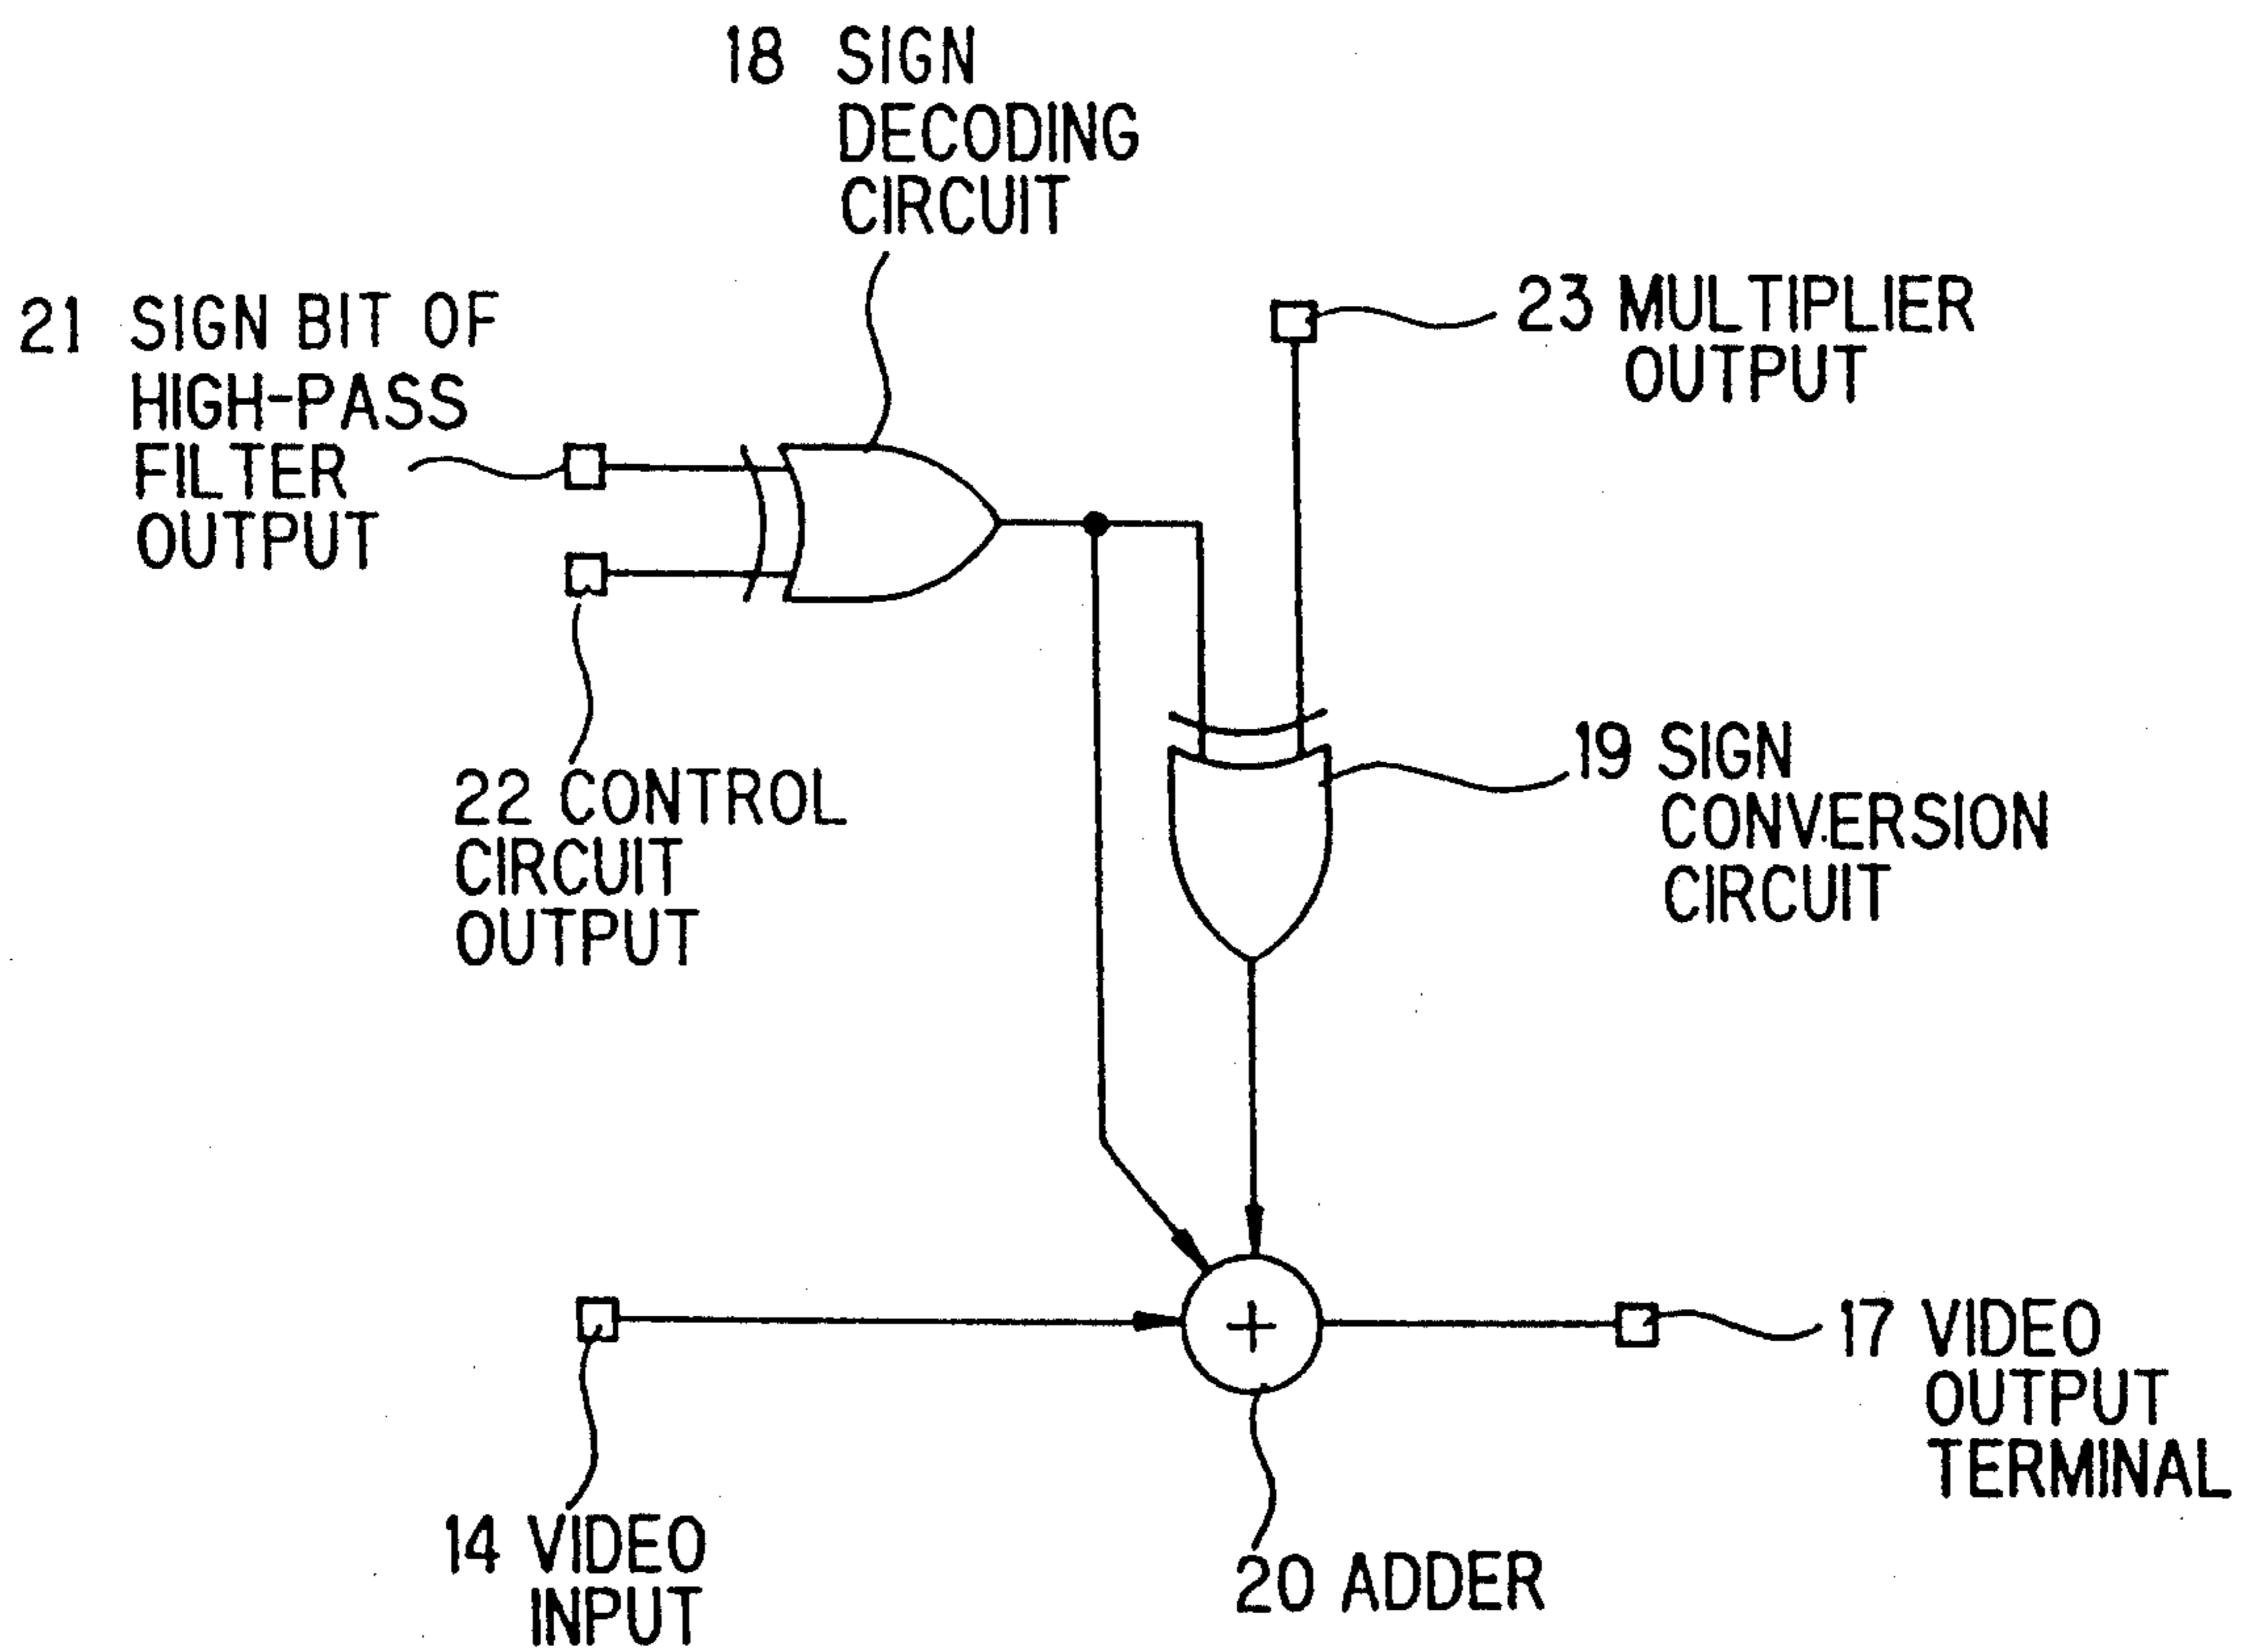 18 SIGN
DECODING
CIRCUIT
21 SIGN BIT OF
HIGH-PASS
FILTER
OUTPUT
23 MULTIPLIER
OUTPUT
22 CONTROL
CIRCUIT
OUTPUT
19 SIGN
CONVERSION
CIRCUIT
+
17 VIDEO
OUTPUT
TERMINAL
14 VIDEO
INPUT
20 ADDER